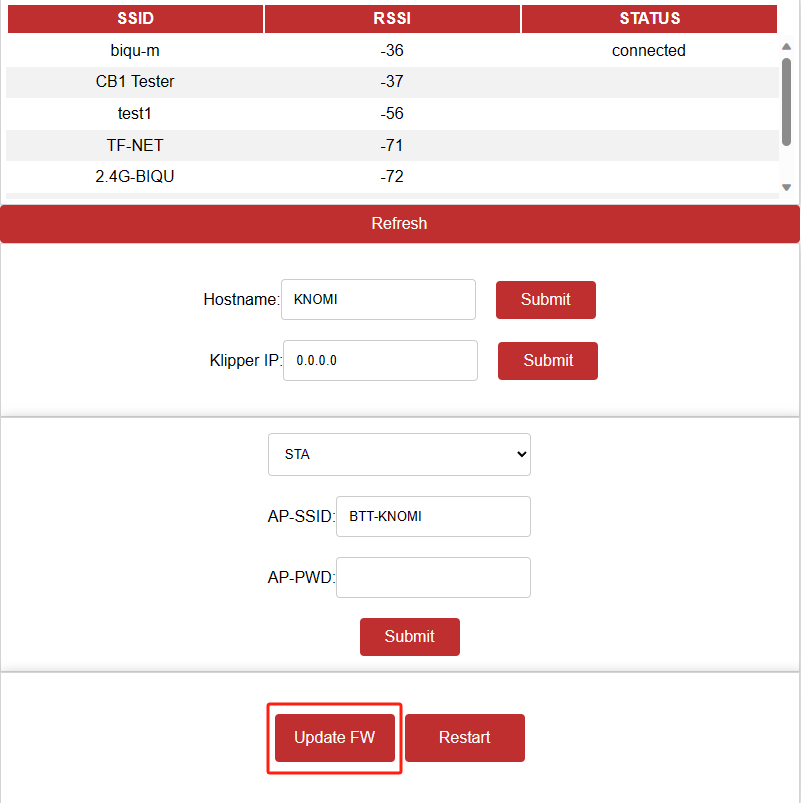 SSID RSSI STATUS
biqu-m -36 connected
CB1 Tester -37
test1 -56
TF-NET -71
2.4G-BIQU -72
Refresh
Hostname: KNOMI Submit
Klipper IP: 0.0.0.0 Submit
STA
AP-SSID: BTT-KNOMI
AP-PWD:
Submit
Update FW Restart